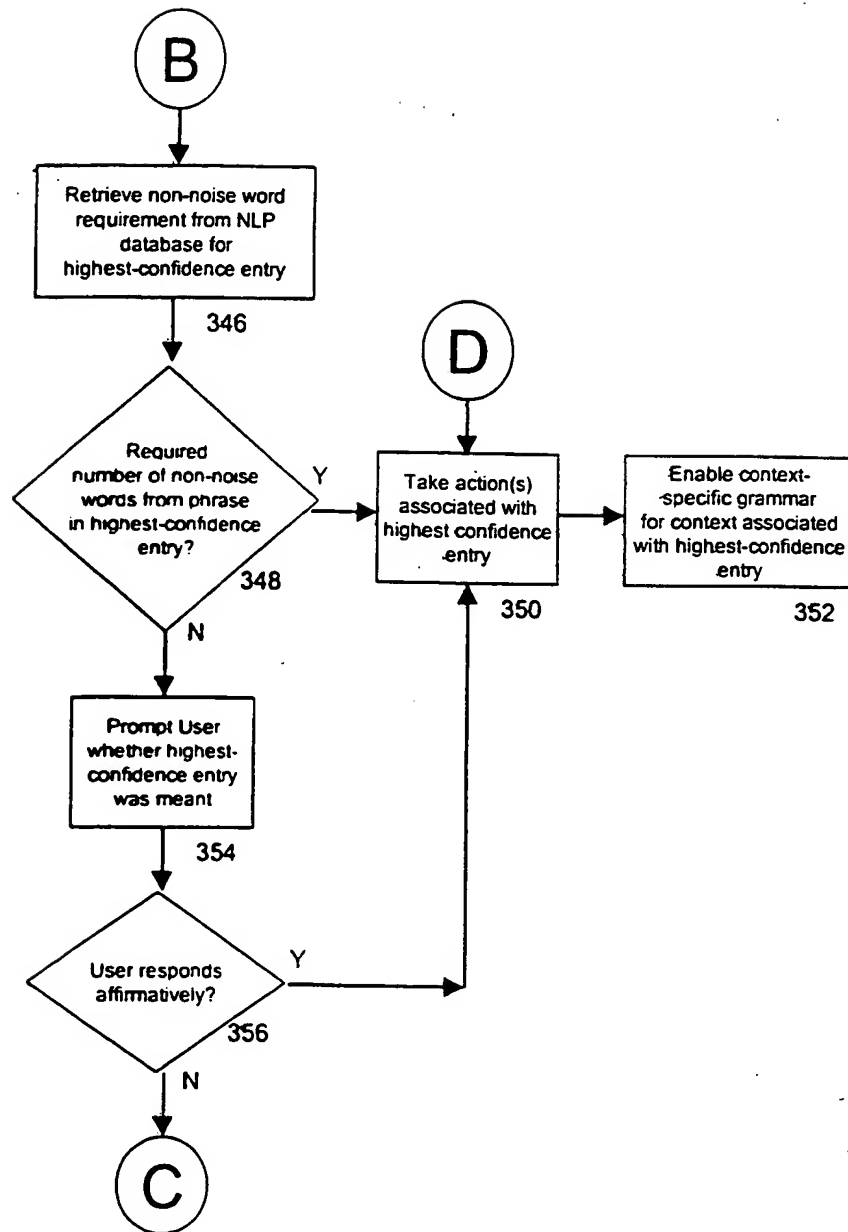 B
Retrieve non-noise word
requirement from NLP
database for
highest-confidence entry
346
Required
number of non-noise
words from phrase
in highest-confidence
entry?
Y
348
N
D
Take action(s)
associated with
highest confidence
entry
350
Enable context-
-specific grammar
for context associated
with highest-confidence
entry
352
Prompt User
whether highest-
confidence entry
was meant
354
User responds
affirmatively?
Y
356
N
C